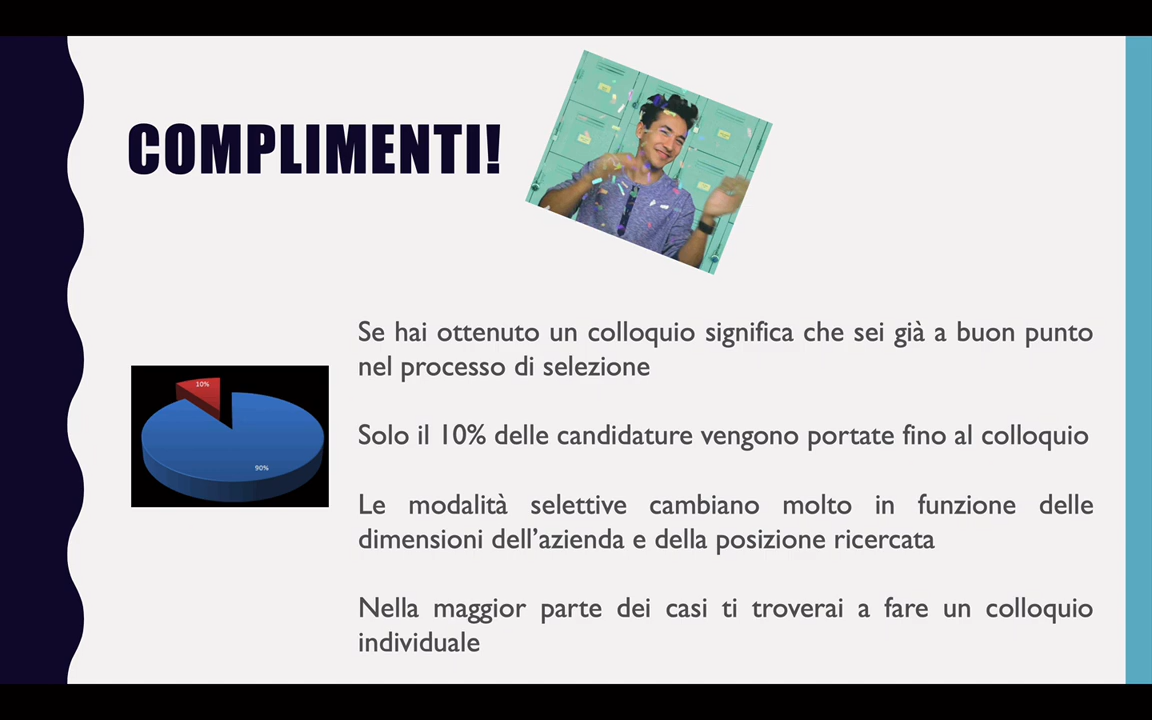 COMPLIMENTI!
Se hai ottenuto un colloquio significa che sei già a buon punto
nel processo di selezione
10%
90%
Solo il 10% delle candidature vengono portate fino al colloquio
Le modalità selettive cambiano molto in funzione delle
dimensioni dell’azienda e della posizione ricercata
Nella maggior parte dei casi ti troverai a fare un colloquio
individuale